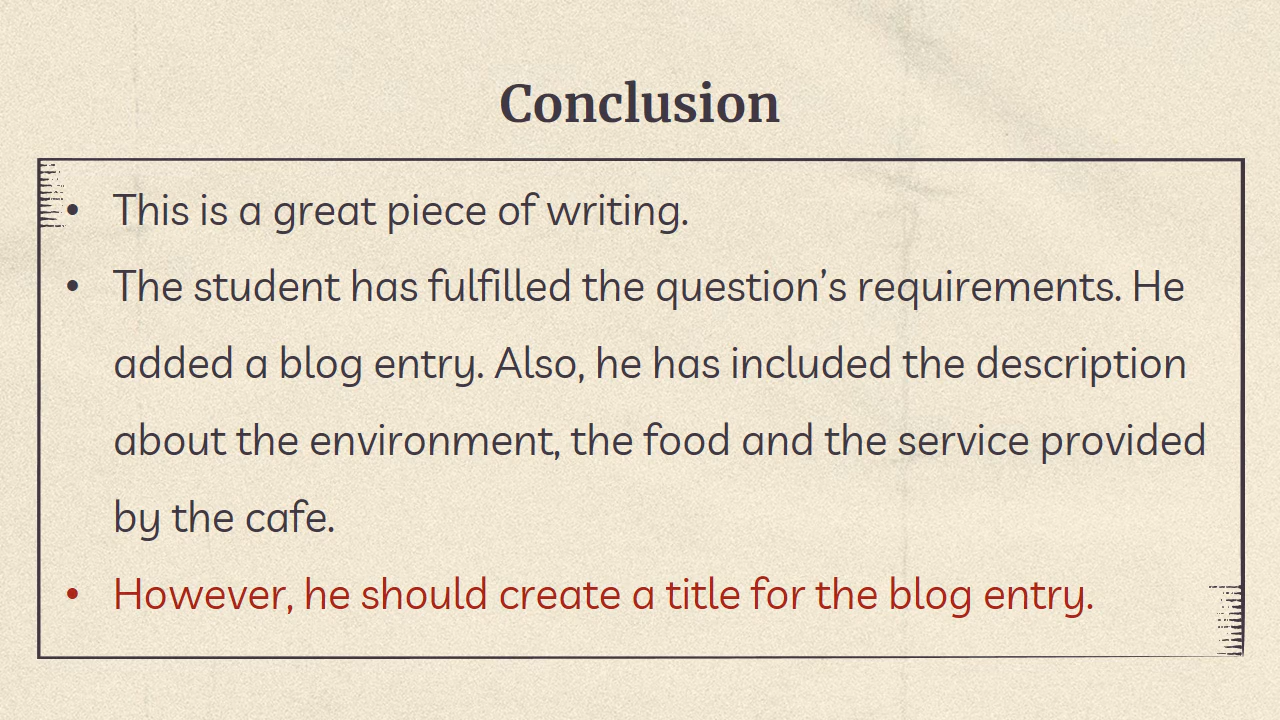 Conclusion
• This is a great piece of writing.
• The student has fulfilled the question’s requirements. He
added a blog entry. Also, he has included the description
about the environment, the food and the service provided
by the cafe.
• However, he should create a title for the blog entry.